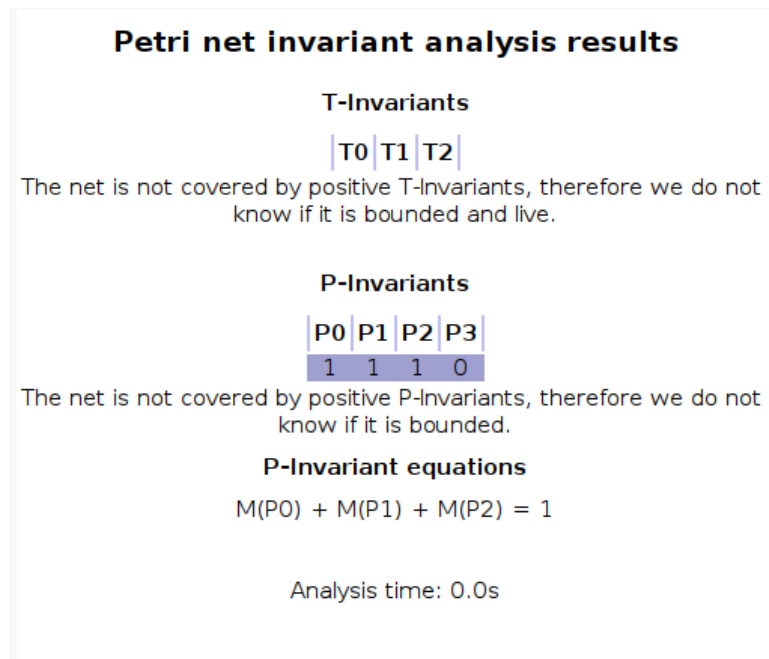 Petri net invariant analysis results
T-Invariants
T0 T1 T2
The net is not covered by positive T-Invariants, therefore we do not
know if it is bounded and live.
P-Invariants
P0 P1 P2 P3
1 1 1 0
The net is not covered by positive P-Invariants, therefore we do not
know if it is bounded.
P-Invariant equations
M(P0) + M(P1) + M(P2) = 1
Analysis time: 0.0s